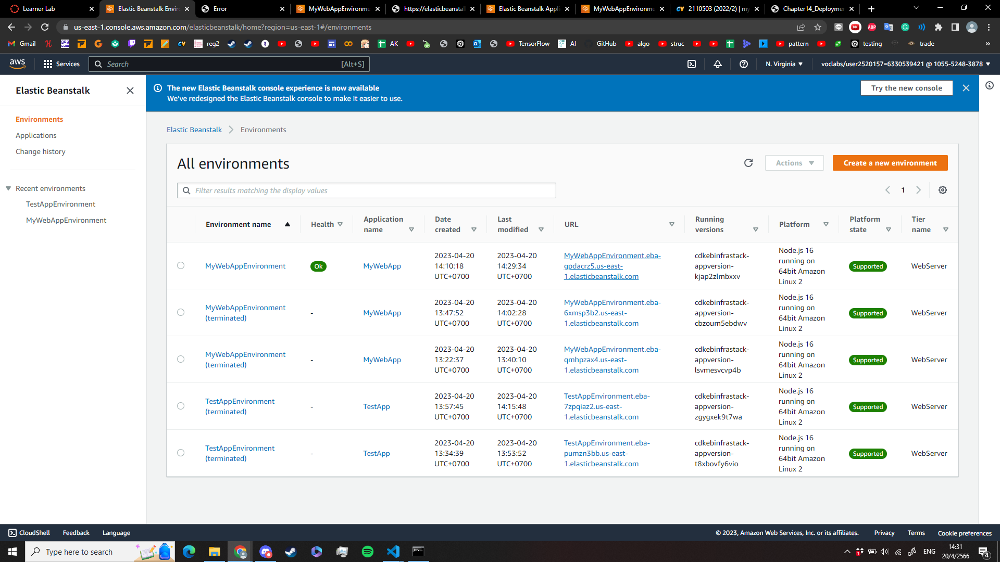 Learner Lab
Elastic Beanstalk Enviro
Error
MyWebAppEnvironme
https://elasticbeanstal
Elastic Beanstalk Appli
MyWebAppEnvironme
2110503 (2022/2) | my
Chapter14_Deployme
us-east-1.console.aws.amazon.com/elasticbeanstalk/home?region=us-east-1#/environments
Gmail
reg2
AK
TensorFlow
AI
GitHub
algo
struc
pattern
testing
trade
aws
Services
Search
[Alt+S]
N. Virginia
voclabs/user2520157=6330539421 @ 1055-5248-3878
Elastic Beanstalk
Environments
Applications
Change history
Recent environments
TestAppEnvironment
MyWebAppEnvironment
The new Elastic Beanstalk console experience is now available
We've redesigned the Elastic Beanstalk console to make it easier to use.
Try the new console
Elastic Beanstalk
Environments
All environments
Actions
Create a new environment
Filter results matching the display values
1
Environment name
Health
Application
name
Date
created
Last
modified
URL
Running
versions
Platform
Platform
state
Tier
name
MyWebAppEnvironment
Ok
MyWebApp
2023-04-20
14:10:18
UTC+0700
2023-04-20
14:29:34
UTC+0700
MyWebAppEnvironment.eba-
gpdacrz5.us-east-
1.elasticbeanstalk.com
cdkebinfrastack-
appversion-
kjap2zlmbxxv
Node.js 16
running on
64bit Amazon
Linux 2
Supported
WebServer
MyWebAppEnvironment
(terminated)
-
MyWebApp
2023-04-20
13:47:52
UTC+0700
2023-04-20
14:02:28
UTC+0700
MyWebAppEnvironment.eba-
6xmsp3b2.us-east-
1.elasticbeanstalk.com
cdkebinfrastack-
appversion-
cbzoum5ebdwv
Node.js 16
running on
64bit Amazon
Linux 2
Supported
WebServer
MyWebAppEnvironment
(terminated)
-
MyWebApp
2023-04-20
13:22:37
UTC+0700
2023-04-20
13:40:10
UTC+0700
MyWebAppEnvironment.eba-
qmhpzax4.us-east-
1.elasticbeanstalk.com
cdkebinfrastack-
appversion-
lsvmesvcvp4b
Node.js 16
running on
64bit Amazon
Linux 2
Supported
WebServer
TestAppEnvironment
(terminated)
-
TestApp
2023-04-20
13:57:45
UTC+0700
2023-04-20
14:15:48
UTC+0700
TestAppEnvironment.eba-
7zpqiaz2.us-east-
1.elasticbeanstalk.com
cdkebinfrastack-
appversion-
zgygxek9t7wa
Node.js 16
running on
64bit Amazon
Linux 2
Supported
WebServer
TestAppEnvironment
(terminated)
-
TestApp
2023-04-20
13:34:39
UTC+0700
2023-04-20
13:53:52
UTC+0700
TestAppEnvironment.eba-
pumzn3bb.us-east-
1.elasticbeanstalk.com
cdkebinfrastack-
appversion-
t8xbovfy6vio
Node.js 16
running on
64bit Amazon
Linux 2
Supported
WebServer
CloudShell
Feedback
Language
© 2023, Amazon Web Services, Inc. or its affiliates.
Privacy
Terms
Cookie preferences
Type here to search
ENG
14:31
20/4/2566
4